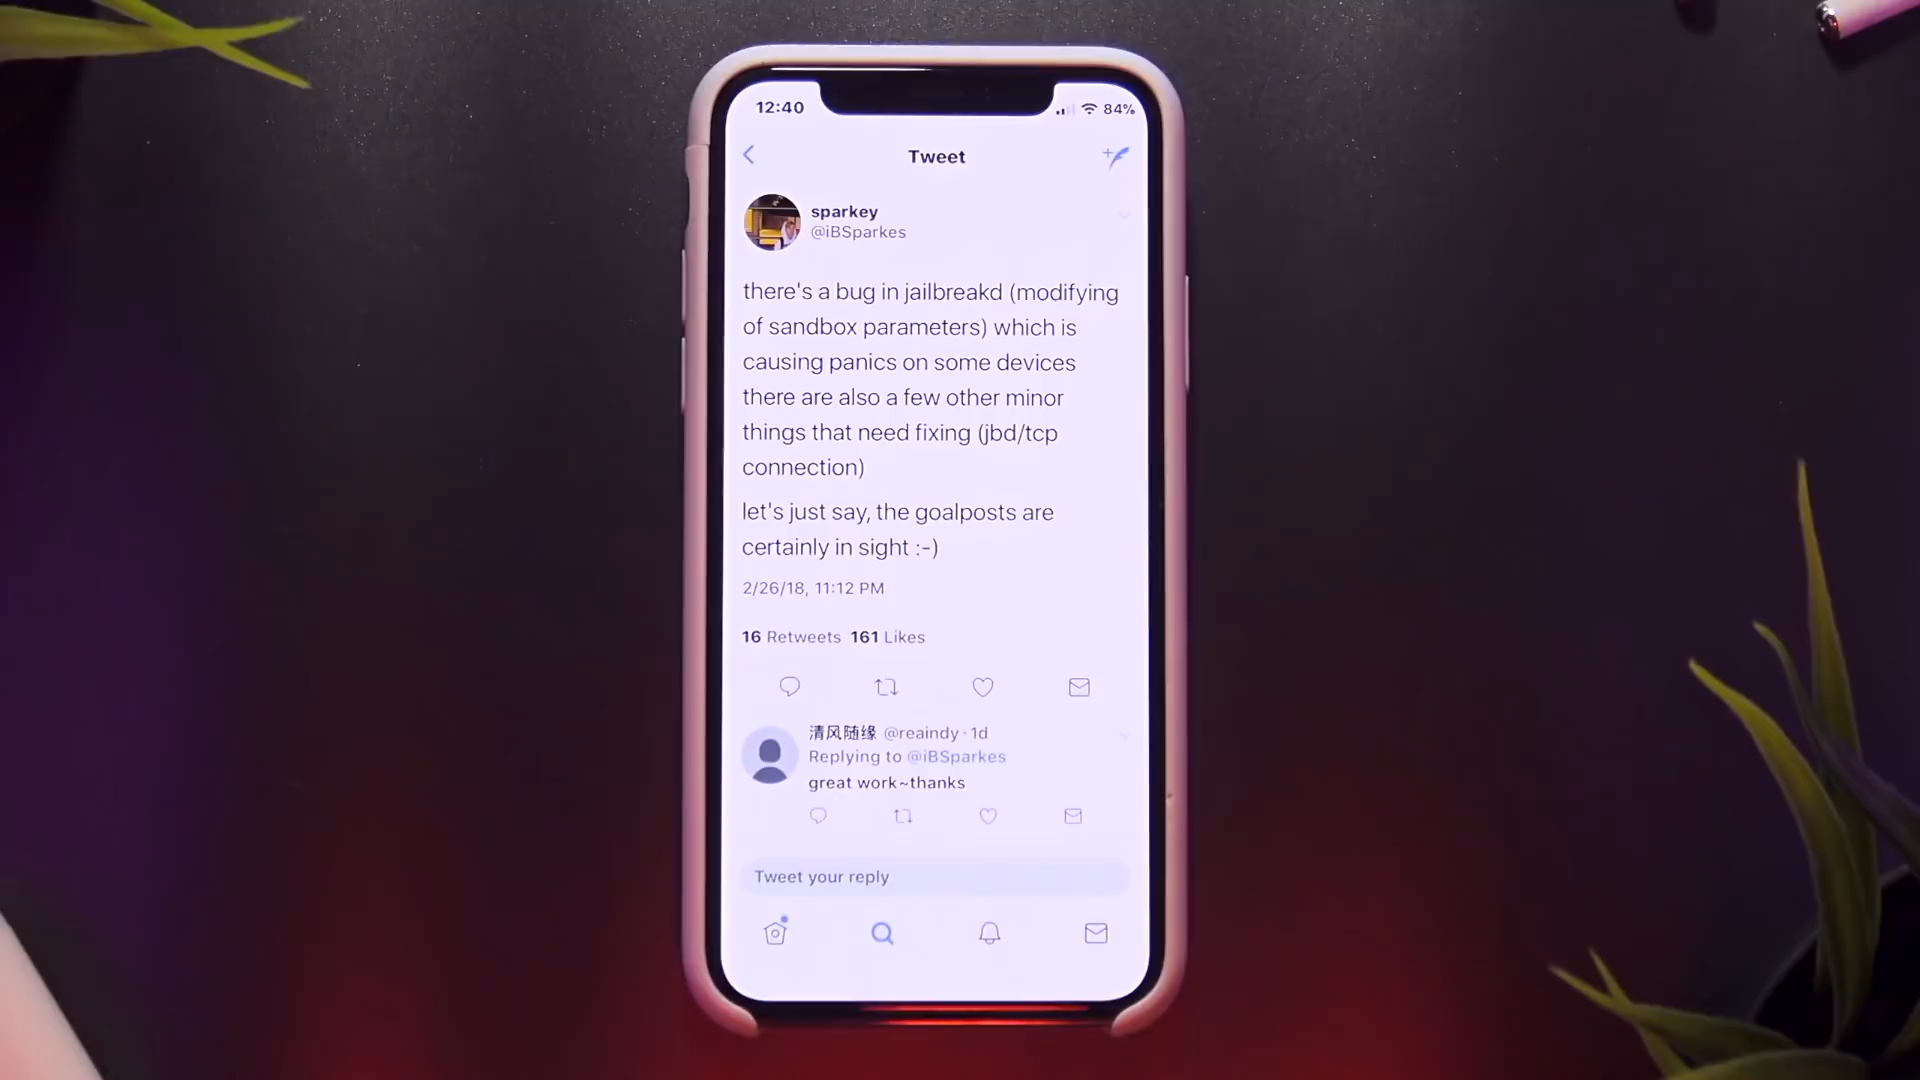 12:40
84%
Tweet
sparkey
@iBSparkes
there's a bug in jailbreakd (modifying
of sandbox parameters) which is
causing panics on some devices
there are also a few other minor
things that need fixing (jbd/tcp
connection)
let's just say, the goalposts are
certainly in sight :-)
2/26/18, 11:12 PM
16 Retweets 161 Likes
清风随缘 @reaindy · 1d
Replying to @iBSparkes
great work~thanks
Tweet your reply